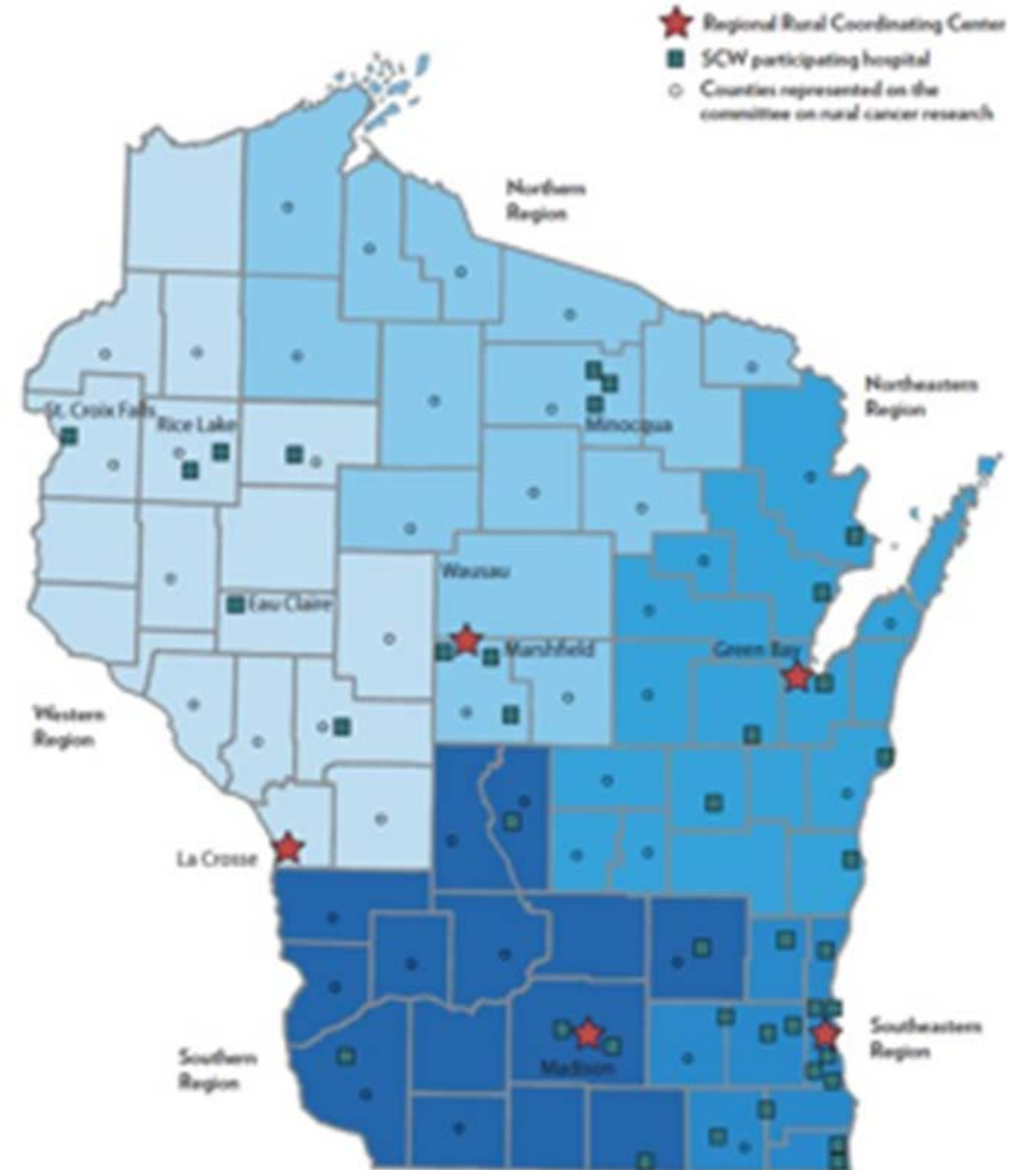 Regional Rural Coordinating Center
SCW participating hospital
Counties represented on the
committee on rural cancer research
Northern
Region
Northeastern
Region
St. Croix Falls
Rice Lake
Minocqua
Wausau
Eau Claire
Marshfield
Green Bay
Western
Region
La Crosse
Southeastern
Region
Southern
Region
Madison